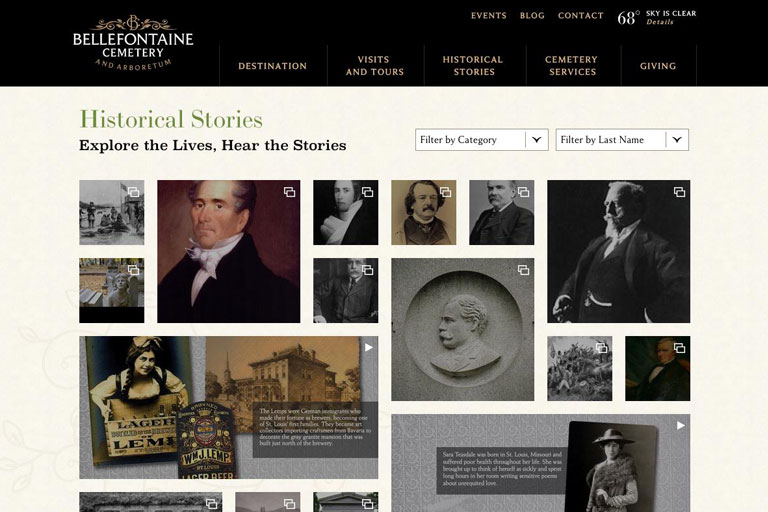 EVENTS BLOG CONTACT 68° SKY IS CLEAR
Details
BELLEFONTAINE
CEMETERY
AND ARBORETUM
DESTINATION
VISITS
AND TOURS
HISTORICAL
STORIES
CEMETERY
SERVICES
GIVING
Historical Stories
Explore the Lives, Hear the Stories
Filter by Category
Filter by Last Name
LAGER
LEMP
WM.J.LEMP
ST LOUIS
LAGER BEER
The Lemps were German immigrants who
made their fortune as brewers, becoming one
of St. Louis' first families. They became art
collectors importing craftsmen from Bavaria to
decorate the gray granite mansion that was
built just north of the brewery.
Sara Teasdale was born in St. Louis, Missouri and
suffered poor health throughout her life. She was
brought up to think of herself as sickly and spent
long hours in her room writing sensitive poems
about unrequited love.